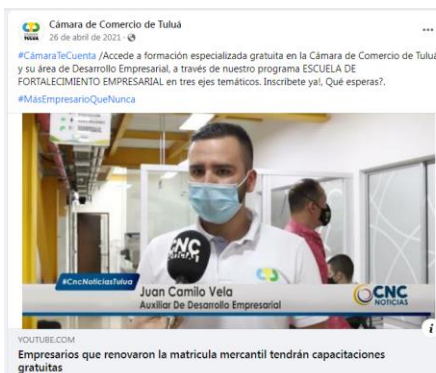 Cámara de Comercio de Tuluá
26 de abril de 2021 ·
#CámaraTeCuenta /Accede a formación especializada gratuita en la Cámara de Comercio de Tuluá
y su área de Desarrollo Empresarial, a través de nuestro programa ESCUELA DE
FORTALECIMIENTO EMPRESARIAL en tres ejes temáticos. Inscríbete ya!, Qué esperas?.
#MásEmpresarioQueNunca
CNC
NOTICIAS
#CncNoticiasTulua
Juan Camilo Vela
Auxiliar De Desarrollo Empresarial
CNC
NOTICIAS
YOUTUBE.COM
Empresarios que renovaron la matricula mercantil tendrán capacitaciones
gratuitas